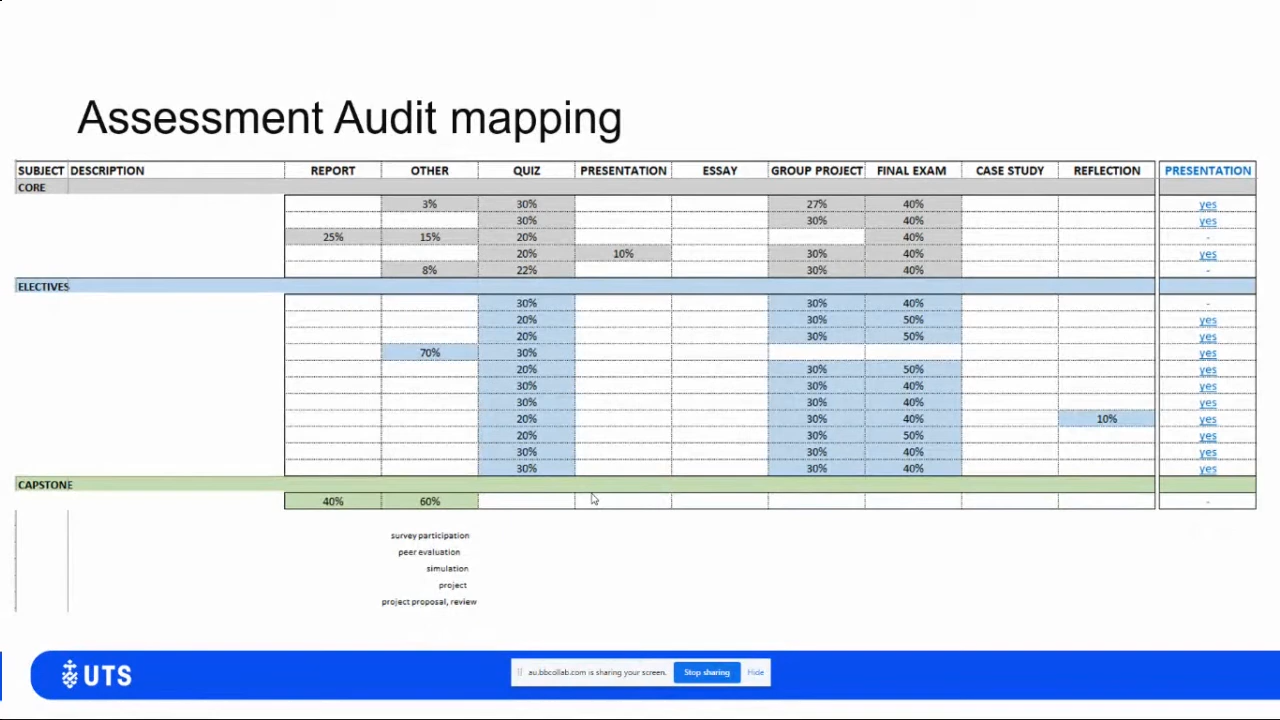 Assessment Audit mapping
SUBJECT DESCRIPTION REPORT OTHER QUIZ PRESENTATION ESSAY GROUP PROJECT FINAL EXAM CASE STUDY REFLECTION PRESENTATION
CORE
3% 30% 27% 40% yes
30% 30% 40% yes
25% 15% 20% 40% -
20% 10% 30% 40% yes
8% 22% 30% 40% -
ELECTIVES
30% 30% 40% -
20% 30% 50% yes
20% 30% 50% yes
70% 30% yes
20% 30% 50% yes
30% 30% 40% yes
30% 30% 40% yes
20% 30% 40% 10% yes
20% 30% 50% yes
30% 30% 40% yes
30% 30% 40% yes
CAPSTONE
40% 60% -
survey participation
peer evaluation
simulation
project
project proposal, review
UTS
au.bbcollab.com is sharing your screen. Stop sharing Hide